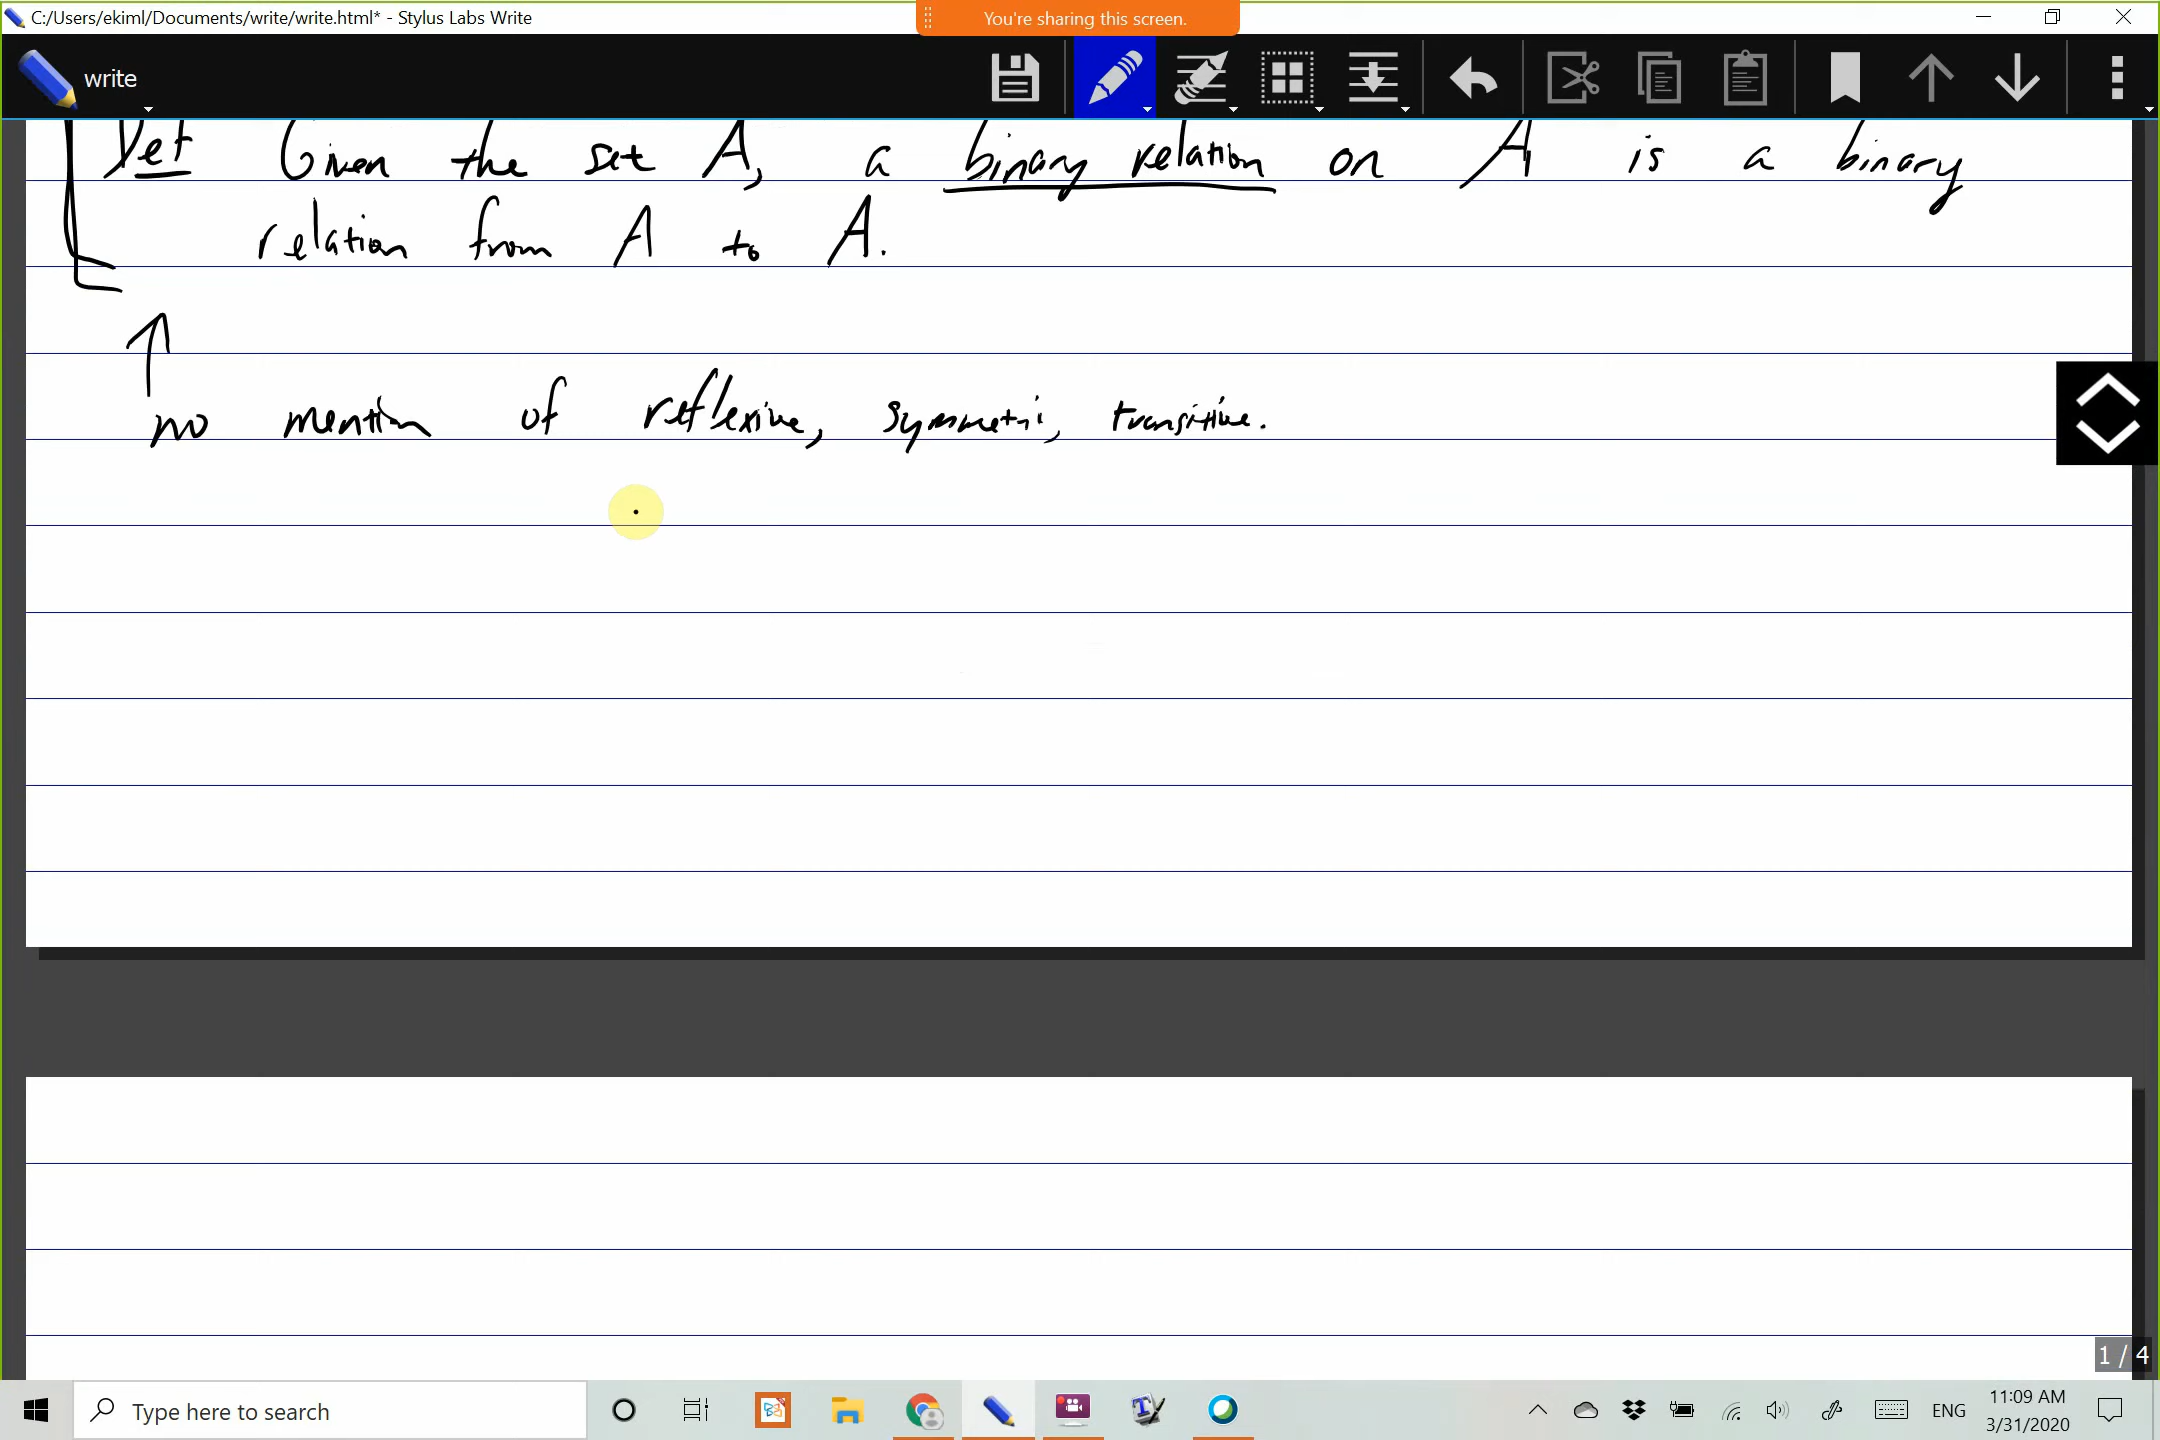 C:/Users/ekiml/Documents/write/write.html* - Stylus Labs Write
You're sharing this screen.
write
Def Given the set A, a binary relation on A is a binary
relation from A to A.
no mention of reflexive, symmetric, transitive.
1 / 4
Type here to search
ENG
11:09 AM
3/31/2020